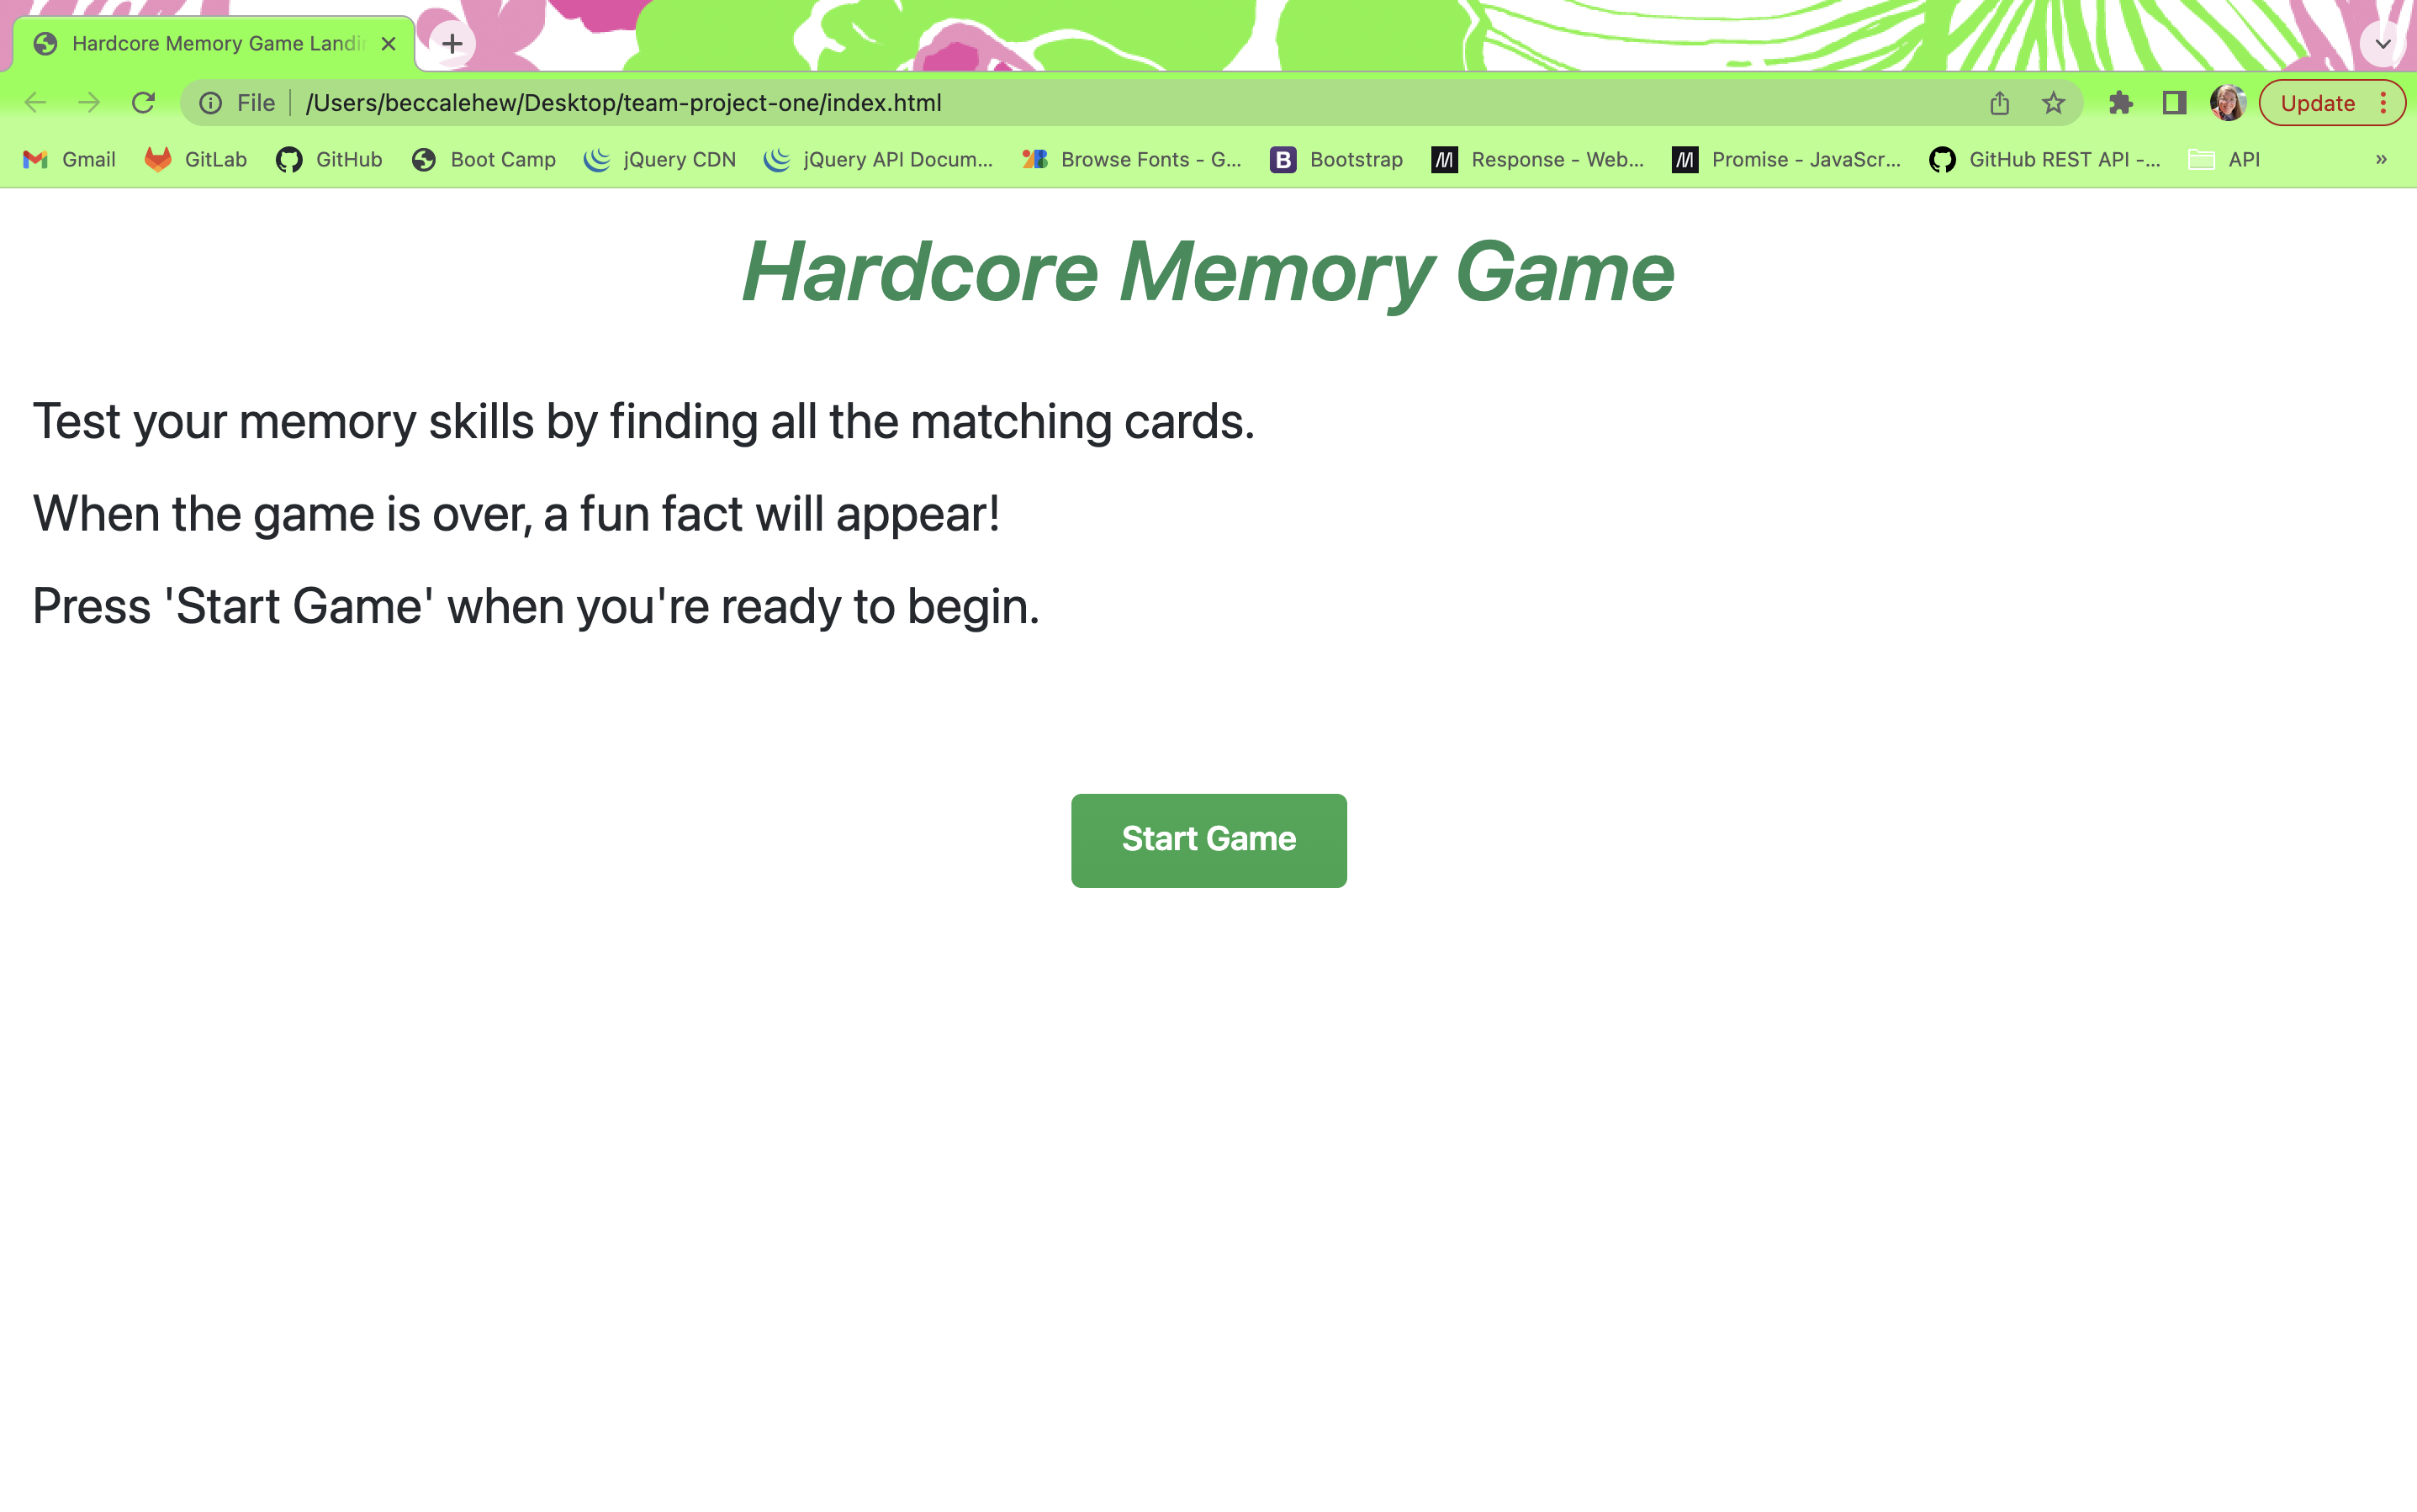 Hardcore Memory Game Landi
File /Users/beccalehew/Desktop/team-project-one/index.html Update
Gmail GitLab GitHub Boot Camp jQuery CDN jQuery API Docum... Browse Fonts - G... B Bootstrap Response - Web... Promise - JavaScr... GitHub REST API -... API »
Hardcore Memory Game
Test your memory skills by finding all the matching cards.
When the game is over, a fun fact will appear!
Press 'Start Game' when you're ready to begin.
Start Game